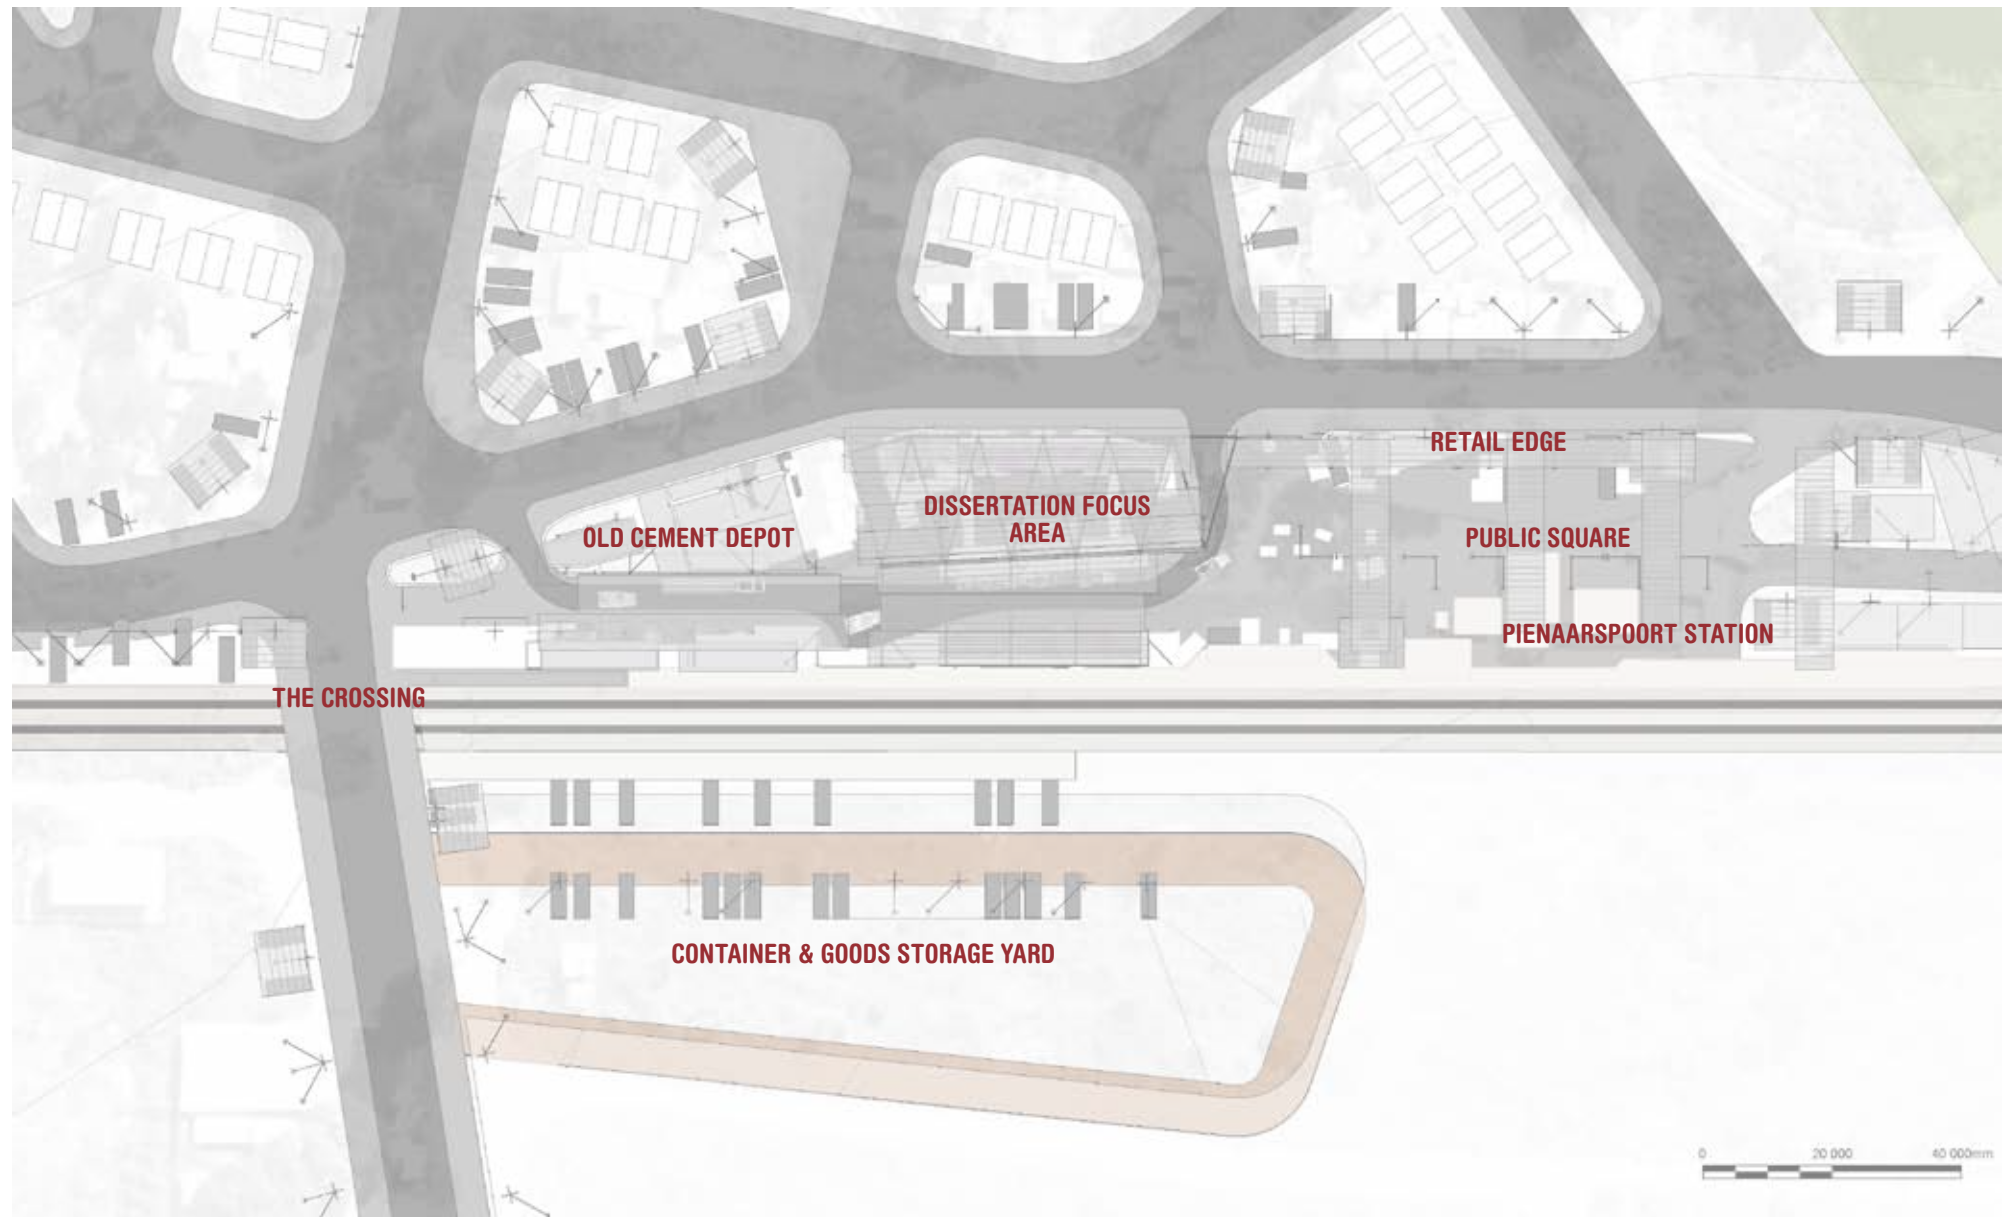 RETAIL EDGE
DISSERTATION FOCUS
AREA
OLD CEMENT DEPOT
PUBLIC SQUARE
PIENAARSPOORT STATION
THE CROSSING
CONTAINER & GOODS STORAGE YARD
0 20 000 40 000mm